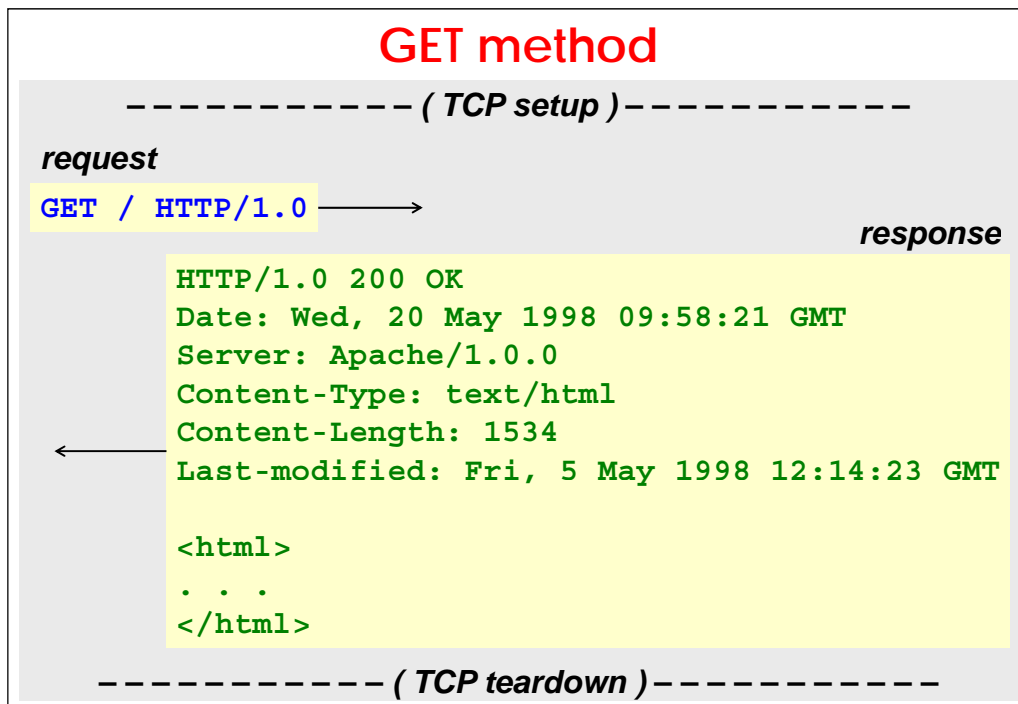 GET method
- - - - - - - - - - - ( TCP setup ) - - - - - - - - - - -
request
GET / HTTP/1.0
response
HTTP/1.0 200 OK
Date: Wed, 20 May 1998 09:58:21 GMT
Server: Apache/1.0.0
Content-Type: text/html
Content-Length: 1534
Last-modified: Fri, 5 May 1998 12:14:23 GMT
<html>
. . .
</html>
- - - - - - - - - - - ( TCP teardown ) - - - - - - - - - - -